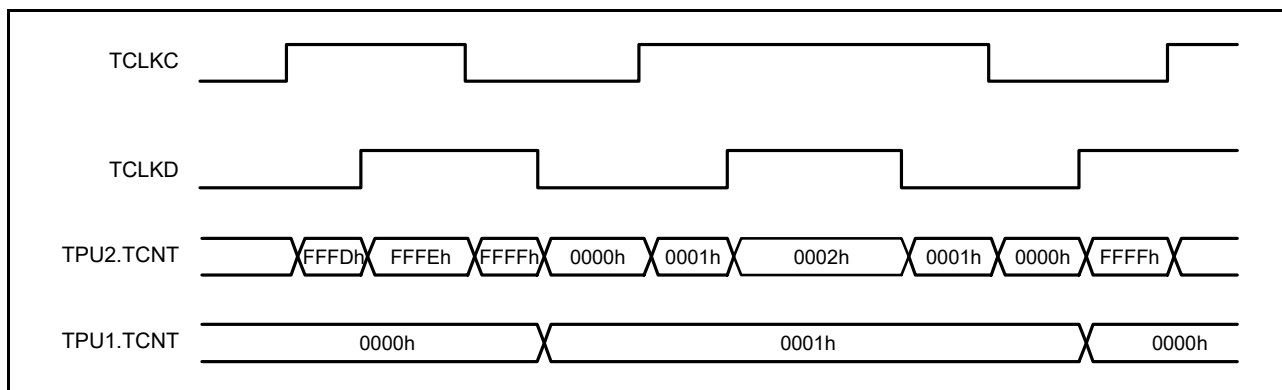 TCLKC
TCLKD
TPU2.TCNT FFFDh FFFEh FFFFh 0000h 0001h 0002h 0001h 0000h FFFFh
TPU1.TCNT 0000h 0001h 0000h